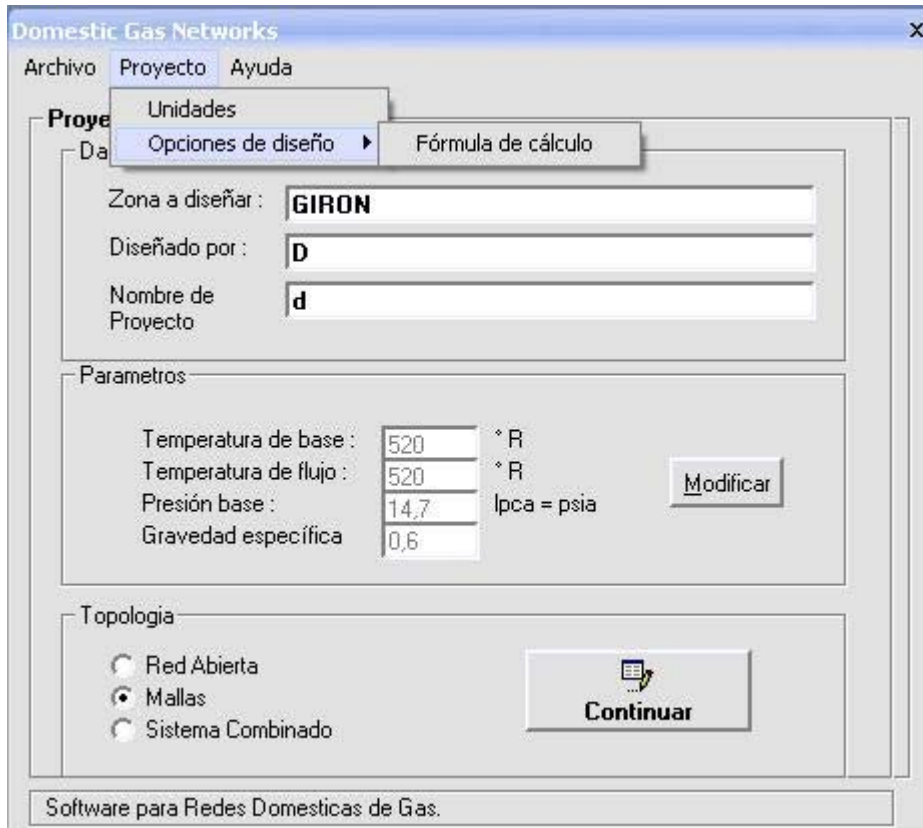 Domestic Gas Networks
Archivo Proyecto Ayuda
Unidades
Opciones de diseño
Fórmula de cálculo
Proye
Da
Zona a diseñar : GIRON
Diseñado por : D
Nombre de
Proyecto
d
Parametros
Temperatura de base : 520 ° R
Temperatura de flujo : 520 ° R
Presión base : 14,7 lpca = psia
Gravedad específica 0,6
Modificar
Topologia
Red Abierta
Mallas
Sistema Combinado
Continuar
Software para Redes Domesticas de Gas.